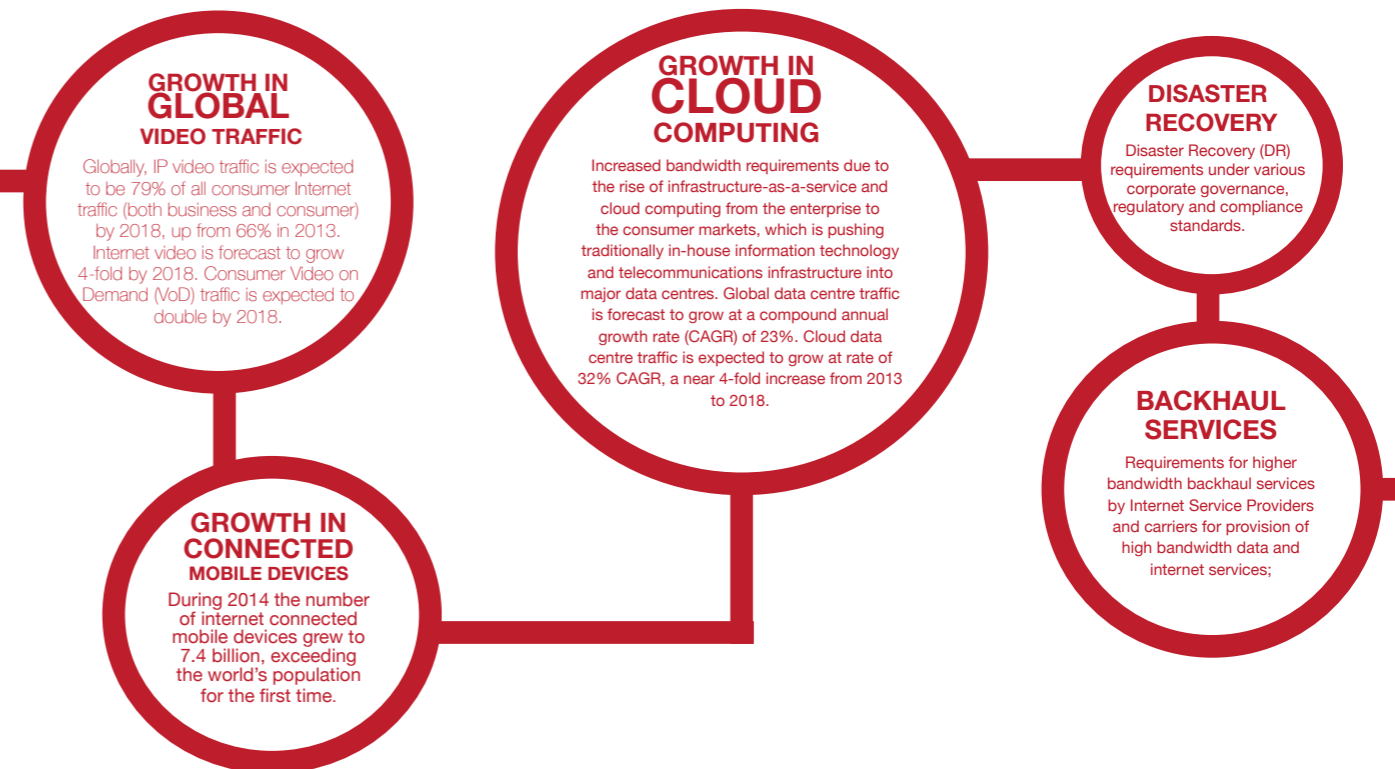 GROWTH IN
GLOBAL
VIDEO TRAFFIC
Globally, IP video traffic is expected
to be 79% of all consumer Internet
traffic (both business and consumer)
by 2018, up from 66% in 2013.
Internet video is forecast to grow
4-fold by 2018. Consumer Video on
Demand (VoD) traffic is expected to
double by 2018.
GROWTH IN
CONNECTED
MOBILE DEVICES
During 2014 the number
of internet connected
mobile devices grew to
7.4 billion, exceeding
the world's population
for the first time.
GROWTH IN
CLOUD
COMPUTING
Increased bandwidth requirements due to
the rise of infrastructure-as-a-service and
cloud computing from the enterprise to
the consumer markets, which is pushing
traditionally in-house information technology
and telecommunications infrastructure into
major data centres. Global data centre traffic
is forecast to grow at a compound annual
growth rate (CAGR) of 23%. Cloud data
centre traffic is expected to grow at rate of
32% CAGR, a near 4-fold increase from 2013
to 2018.
DISASTER
RECOVERY
Disaster Recovery (DR)
requirements under various
corporate governance,
regulatory and compliance
standards.
BACKHAUL
SERVICES
Requirements for higher
bandwidth backhaul services
by Internet Service Providers
and carriers for provision of
high bandwidth data and
internet services;